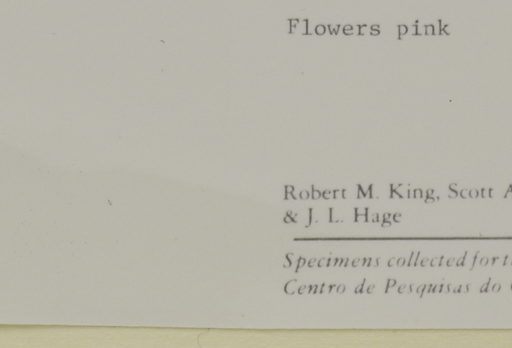 Flowers pink
Robert M. King, Scott
& J. L. Hage
Specimens collected for
Centro de Pesquisas do